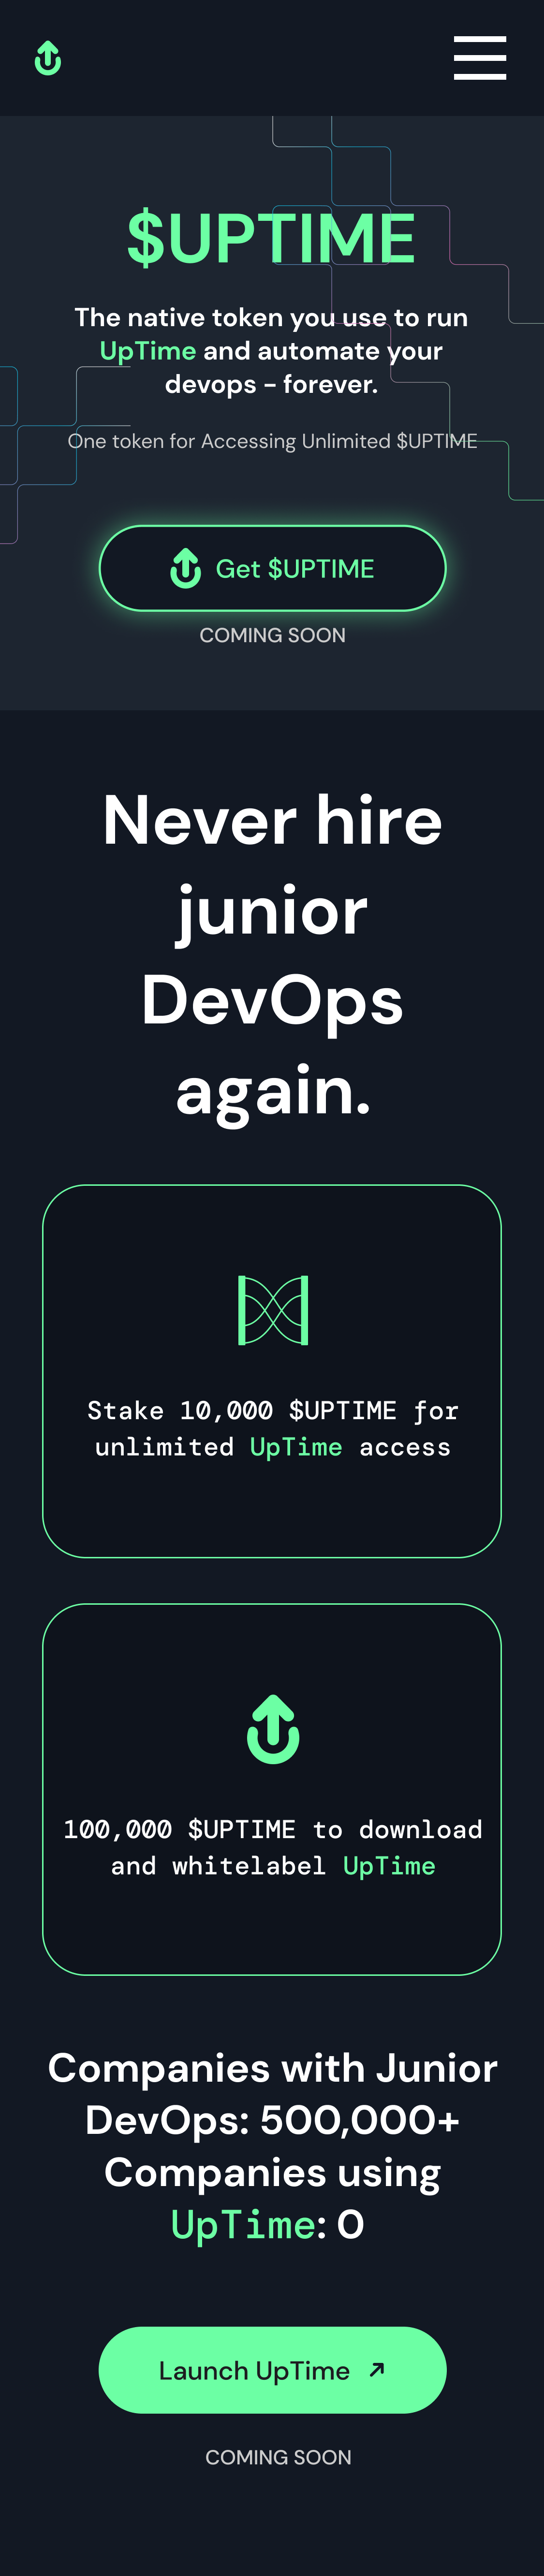 $UPTIME
The native token you use to run
UpTime and automate your
devops - forever.
One token for Accessing Unlimited $UPTIME
Get $UPTIME
COMING SOON
Never hire
junior
DevOps
again.
Stake 10,000 $UPTIME for
unlimited UpTime access
100,000 $UPTIME to download
and whitelabel UpTime
Companies with Junior
DevOps: 500,000+
Companies using
UpTime: 0
Launch UpTime
COMING SOON